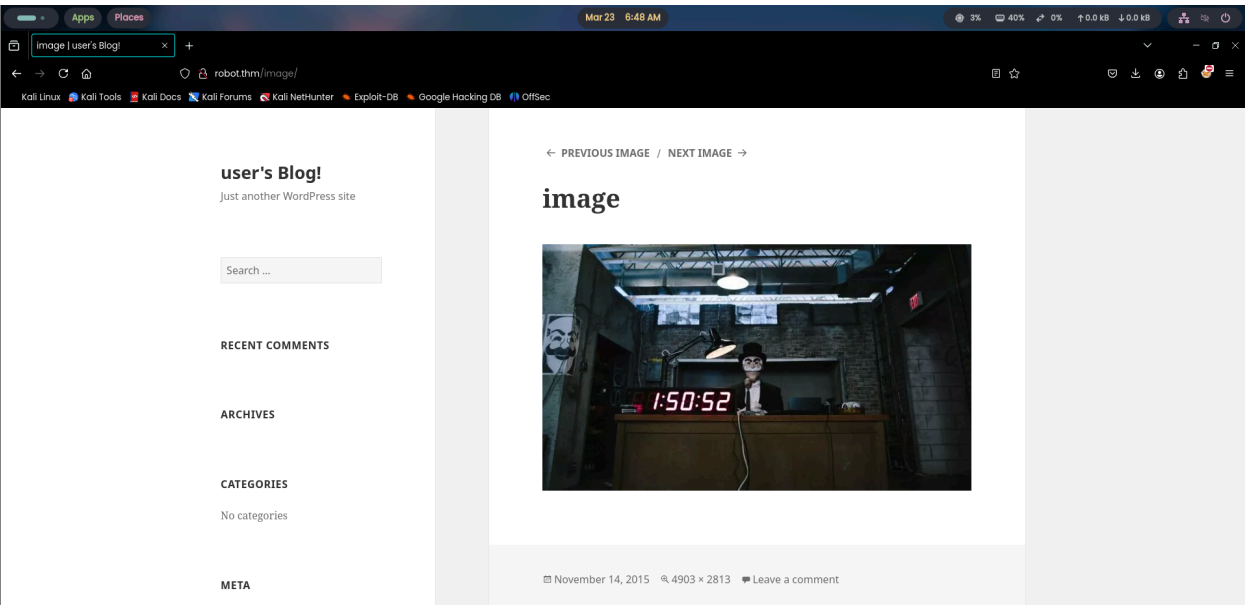 Apps Places Mar 23 6:48 AM 3% 40% 0% ↑0.0 kB ↓0.0 kB
image | user's Blog!
robot.thm/image/
Kali Linux Kali Tools Kali Docs Kali Forums Kali NetHunter Exploit-DB Google Hacking DB OffSec
user's Blog!
Just another WordPress site
Search ...
RECENT COMMENTS
ARCHIVES
CATEGORIES
No categories
META
← PREVIOUS IMAGE / NEXT IMAGE →
image
EXIT
1:50:52
November 14, 2015 4903 × 2813 Leave a comment